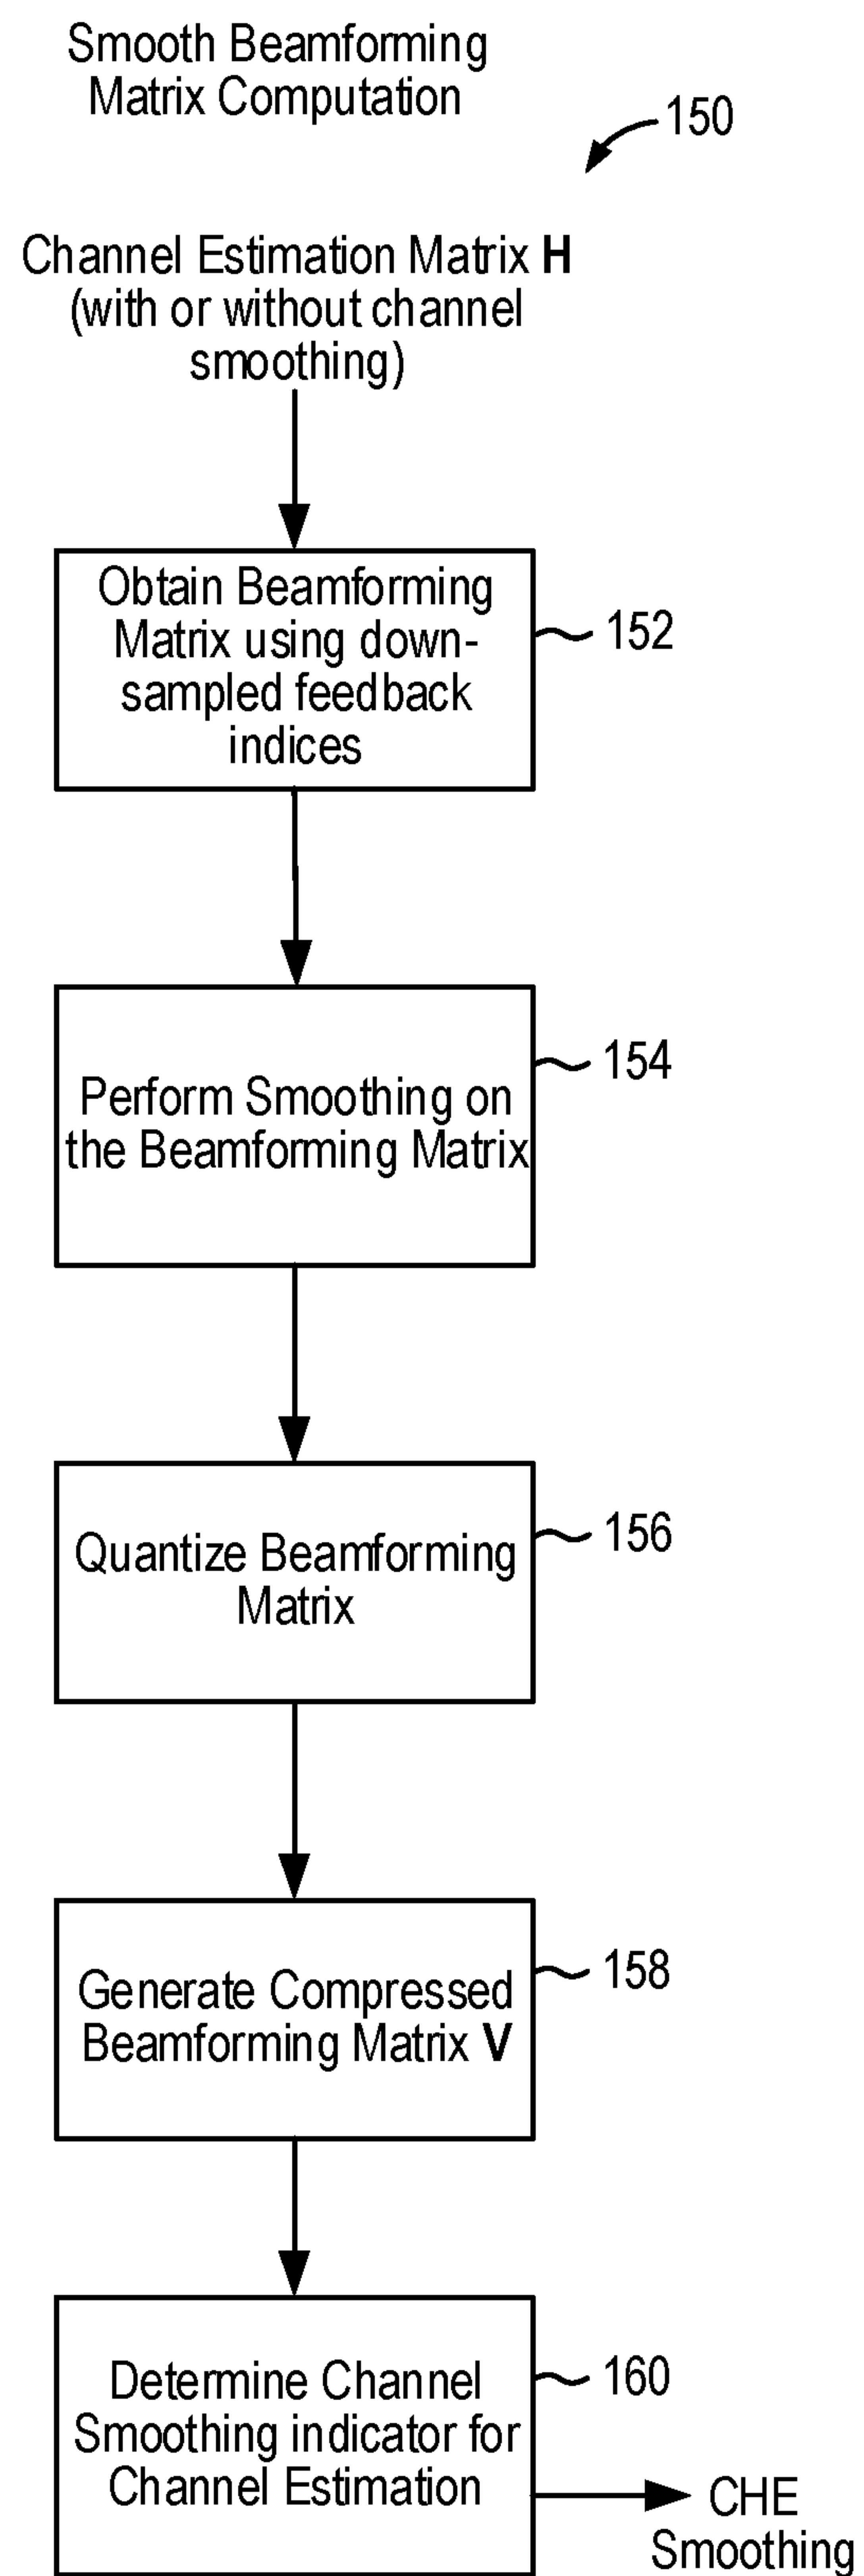 Smooth Beamforming
Matrix Computation
150
Channel Estimation Matrix H
(with or without channel
smoothing)
Obtain Beamforming
Matrix using down-
sampled feedback
indices
152
Perform Smoothing on
the Beamforming Matrix
154
Quantize Beamforming
Matrix
156
Generate Compressed
Beamforming Matrix V
158
Determine Channel
Smoothing indicator for
Channel Estimation
160
CHE
Smoothing